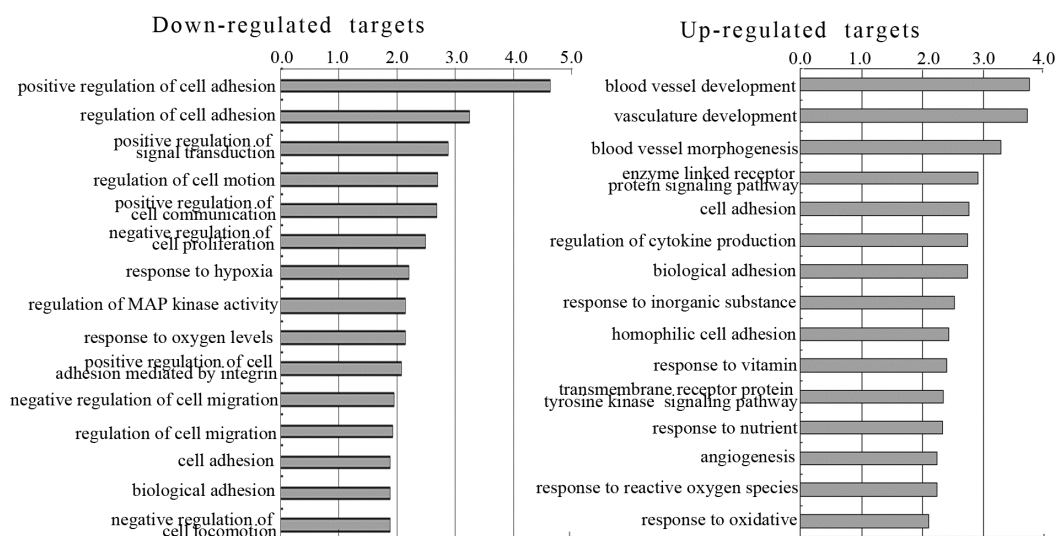 Down-regulated targets
0.0 1.0 2.0 3.0 4.0 5.0
positive regulation of cell adhesion
regulation of cell adhesion
positive regulation of
signal transduction
regulation of cell motion
positive regulation of
cell communication
negative regulation of
cell proliferation
response to hypoxia
regulation of MAP kinase activity
response to oxygen levels
positive regulation of cell
adhesion mediated by integrin
negative regulation of cell migration
regulation of cell migration
cell adhesion
biological adhesion
negative regulation of
cell locomotion
Up-regulated targets
0.0 1.0 2.0 3.0 4.0
blood vessel development
vasculature development
blood vessel morphogenesis
enzyme linked receptor
protein signaling pathway
cell adhesion
regulation of cytokine production
biological adhesion
response to inorganic substance
homophilic cell adhesion
response to vitamin
transmembrane receptor protein
tyrosine kinase signaling pathway
response to nutrient
angiogenesis
response to reactive oxygen species
response to oxidative